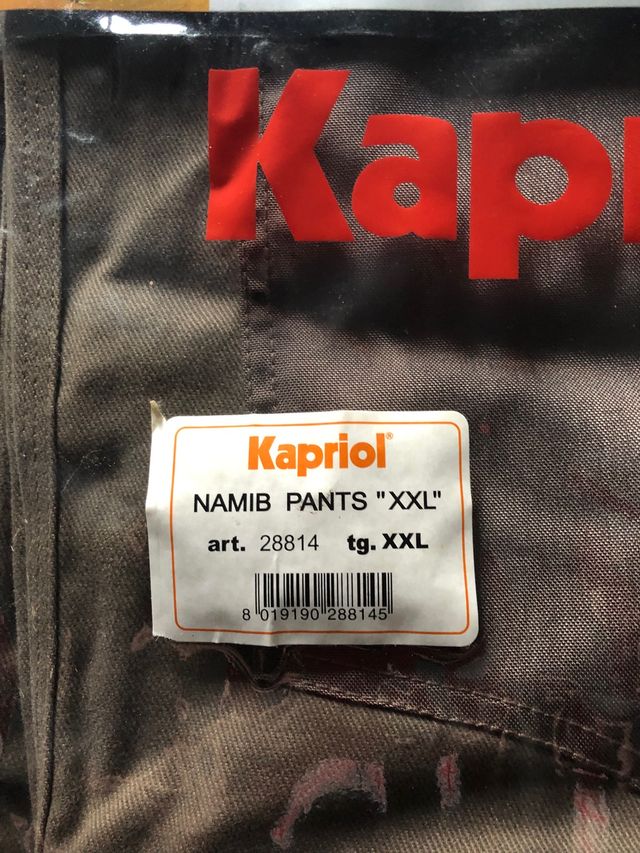 Kapr
Kapriol®
NAMIB PANTS "XXL"
art. 28814 tg. XXL
8 019190 288145